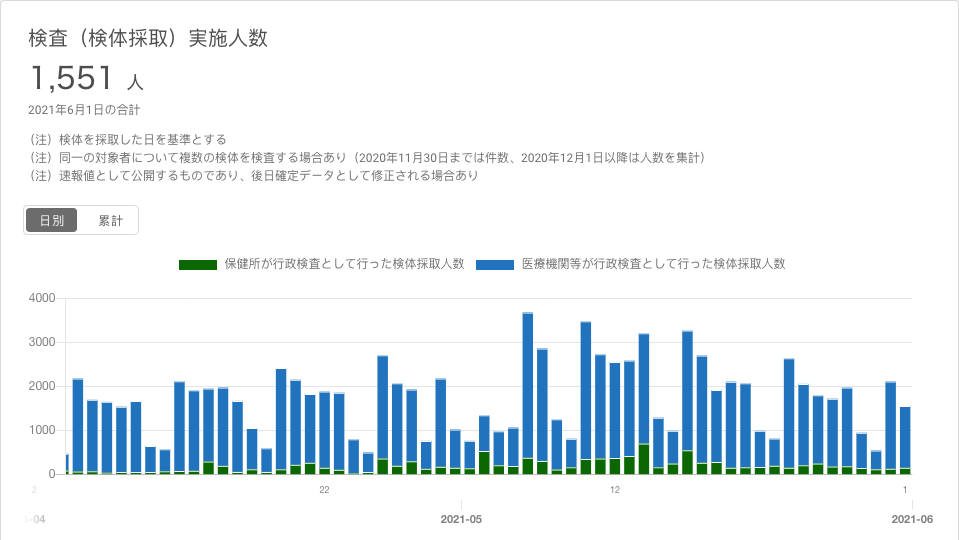 検査（検体採取）実施人数
1,551 人
2021年6月1日の合計
（注）検体を採取した日を基準とする
（注）同一の対象者について複数の検体を検査する場合あり（2020年11月30日までは件数、2020年12月1日以降は人数を集計）
（注）速報値として公開するものであり、後日確定データとして修正される場合あり
日別 累計
保健所が行政検査として行った検体採取人数 医療機関等が行政検査として行った検体採取人数
4000
3000
2000
1000
0
2 22 12 1
-04 2021-05 2021-06